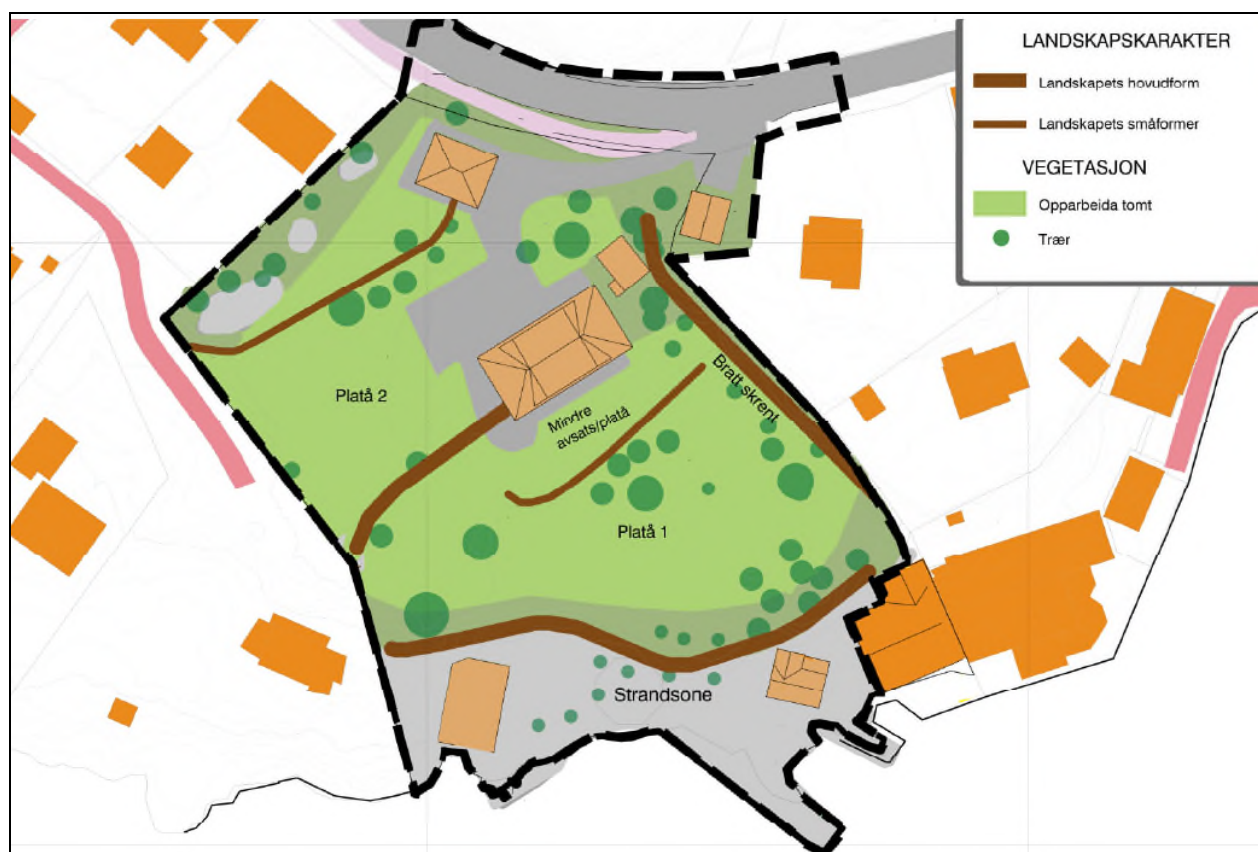 LANDSKAPSKARAKTER
Landskapets hovudform
Landskapets småformer
VEGETASJON
Opparbeida tomt
Trær
Platå 2
Mindre
avsats/platå
Bratt skrent
Platå 1
Strandsone